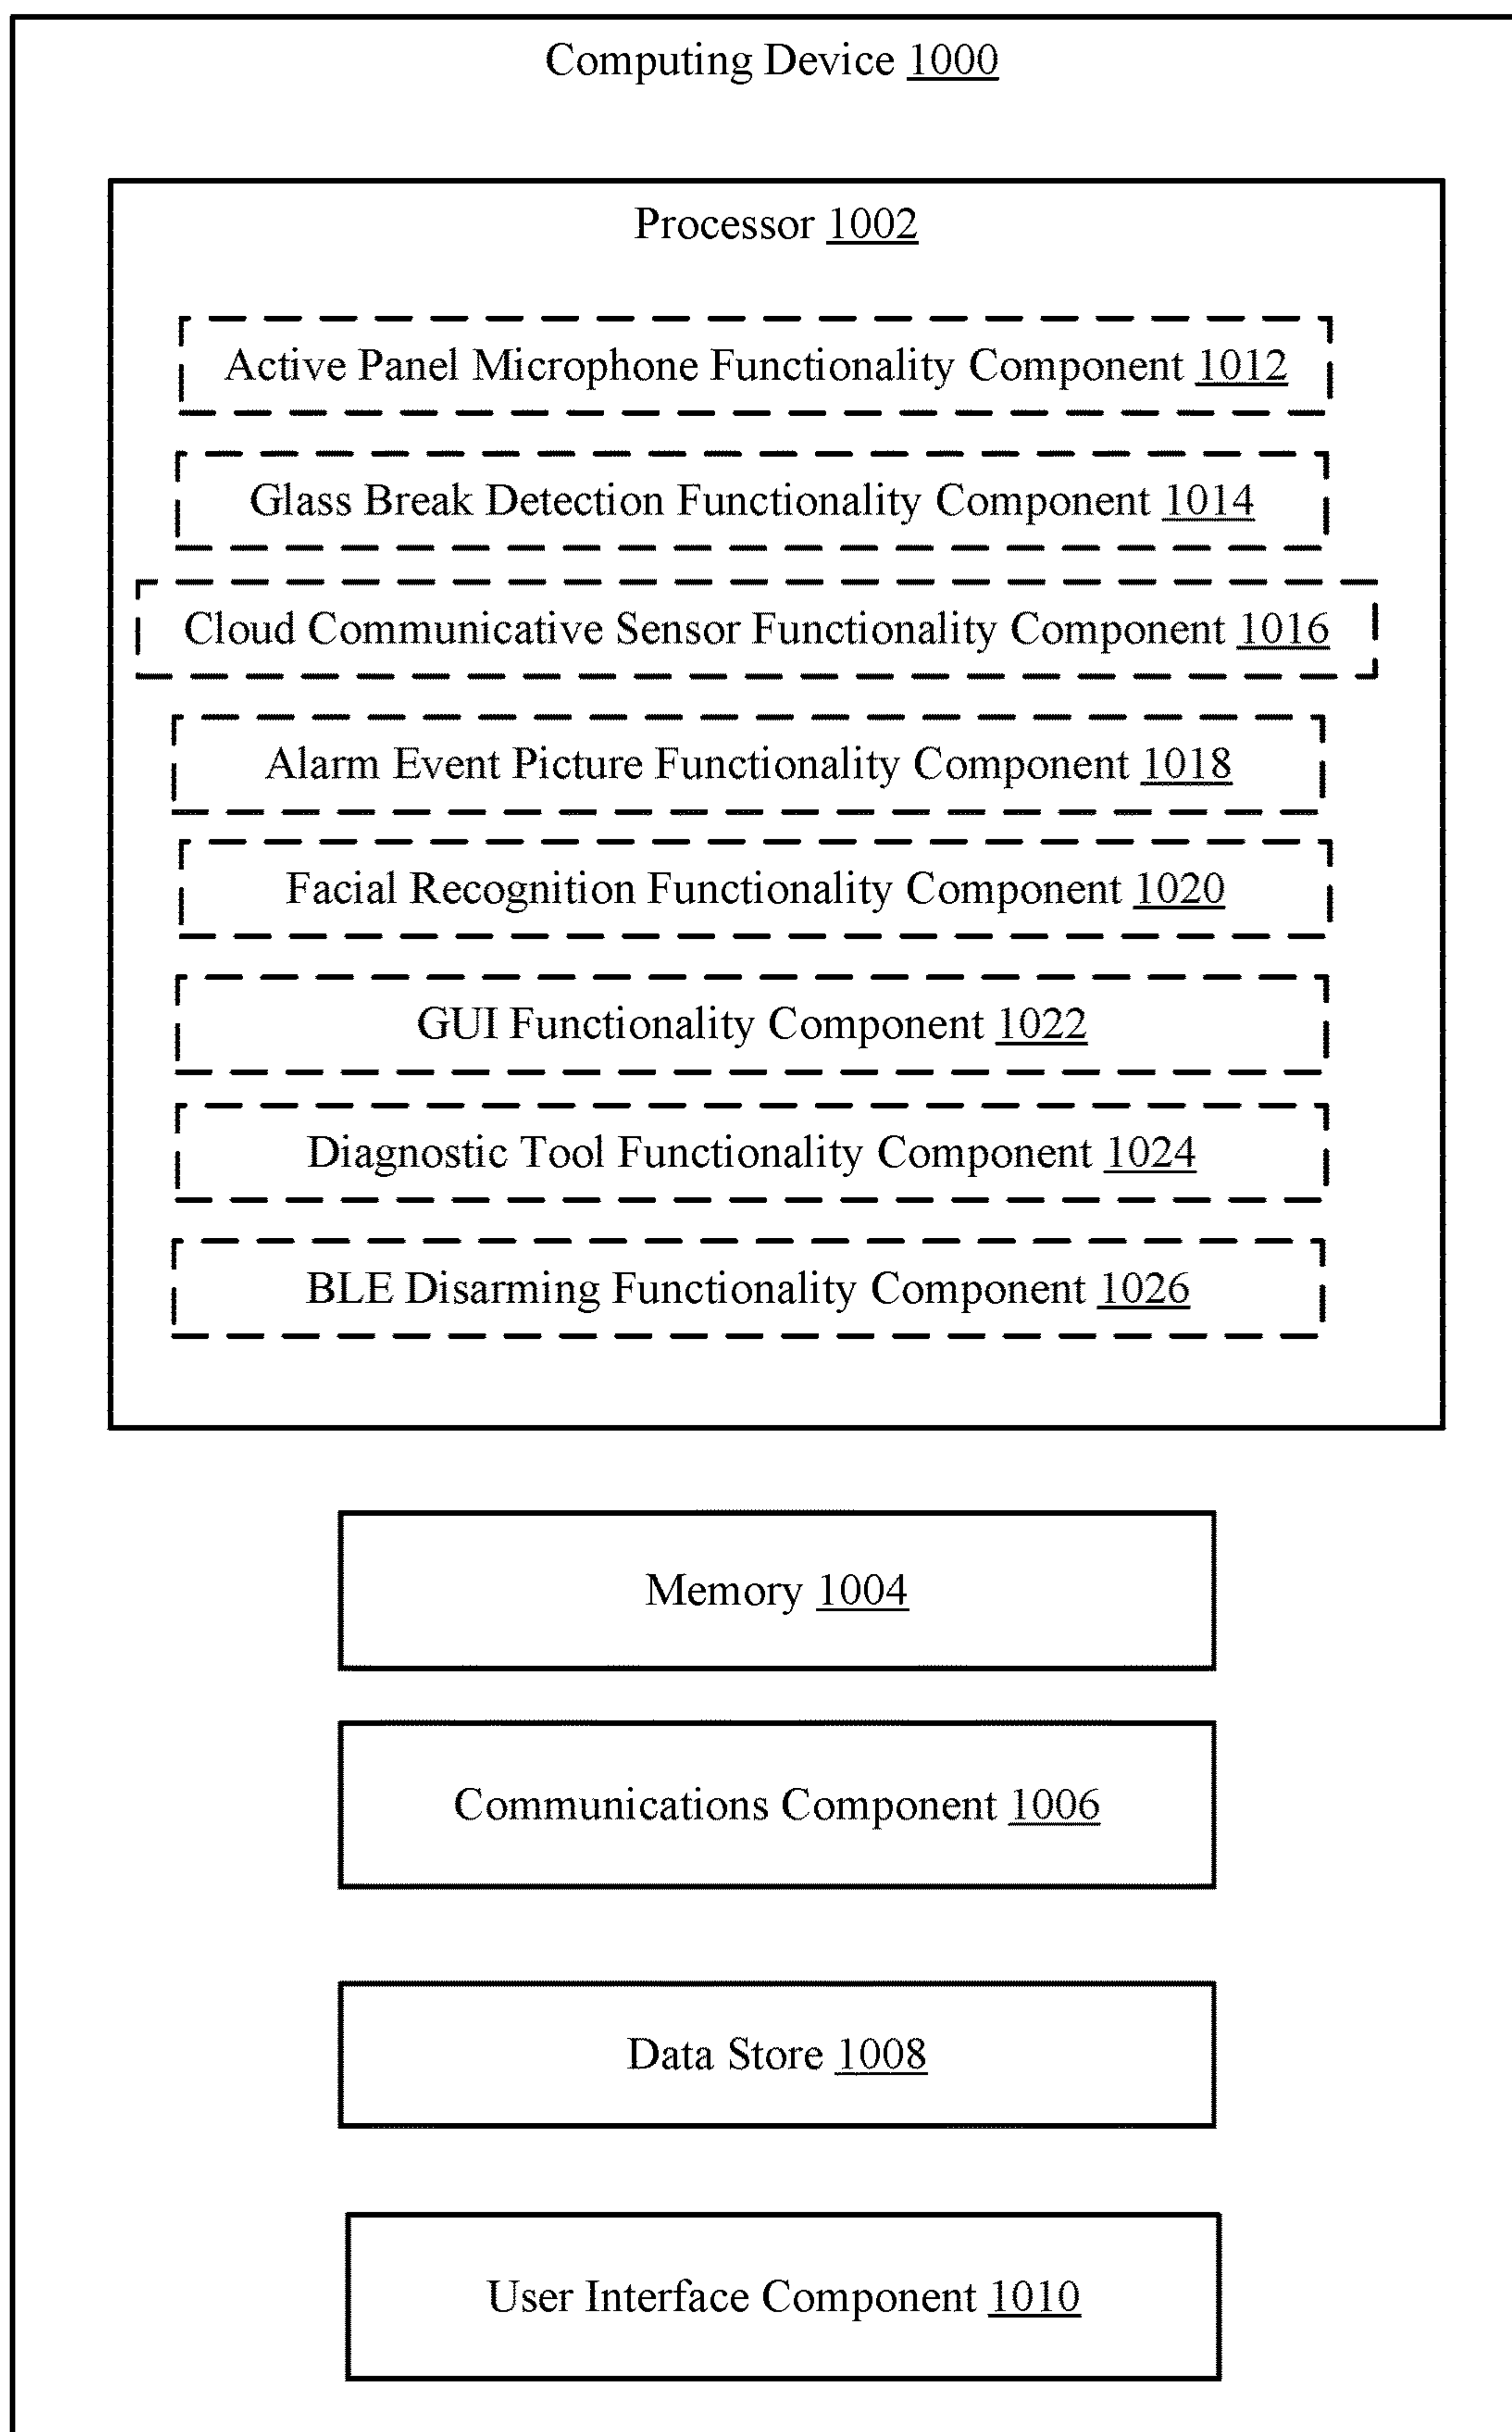 Computing Device 1000
Processor 1002
Active Panel Microphone Functionality Component 1012
Glass Break Detection Functionality Component 1014
Cloud Communicative Sensor Functionality Component 1016
Alarm Event Picture Functionality Component 1018
Facial Recognition Functionality Component 1020
GUI Functionality Component 1022
Diagnostic Tool Functionality Component 1024
BLE Disarming Functionality Component 1026
Memory 1004
Communications Component 1006
Data Store 1008
User Interface Component 1010